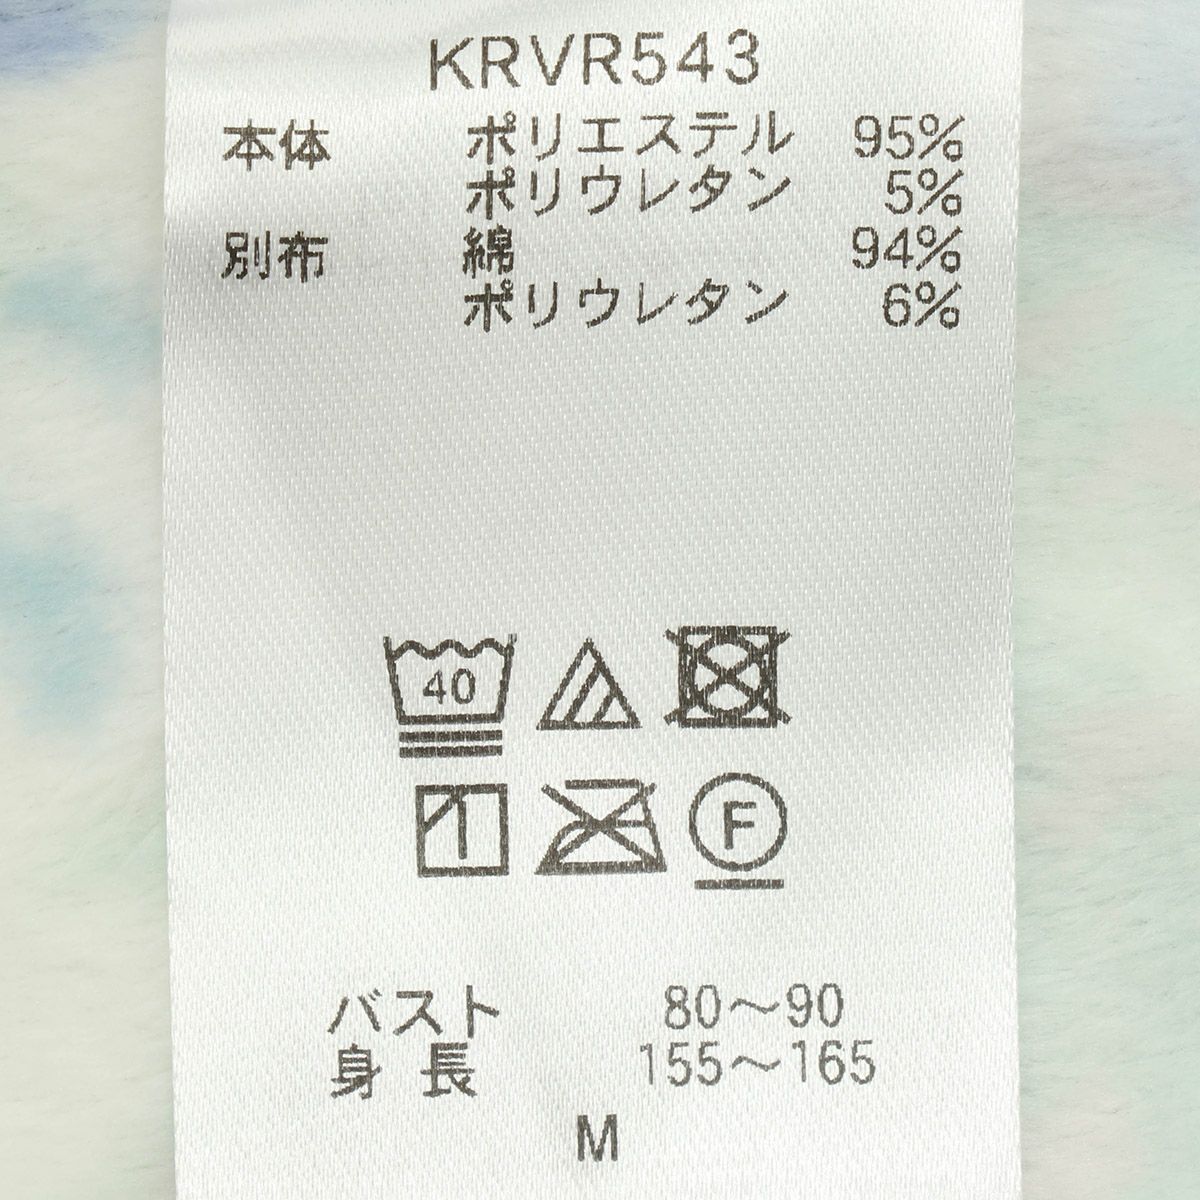 KRVR543
本体 ポリエステル 95%
ポリウレタン 5%
別布 綿 94%
ポリウレタン 6%
40
F
バスト 80～90
身長 155～165
M